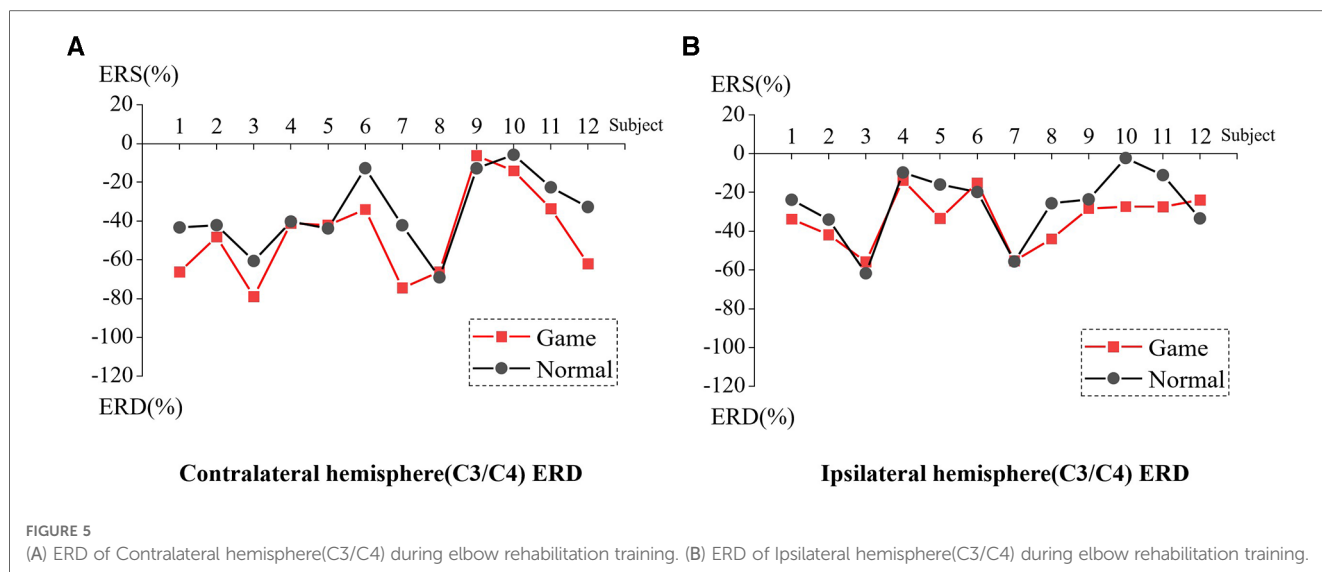 A
ERS(%)
20
1 2 3 4 5 6 7 8 9 10 11 12 Subject
0
-20
-40
-60
-80
-100
-120
ERD(%)
Game
Normal
Contralateral hemisphere(C3/C4) ERD
B
ERS(%)
20
1 2 3 4 5 6 7 8 9 10 11 12 Subject
0
-20
-40
-60
-80
-100
-120
ERD(%)
Game
Normal
Ipsilateral hemisphere(C3/C4) ERD
FIGURE 5
(A) ERD of Contralateral hemisphere(C3/C4) during elbow rehabilitation training. (B) ERD of Ipsilateral hemisphere(C3/C4) during elbow rehabilitation training.